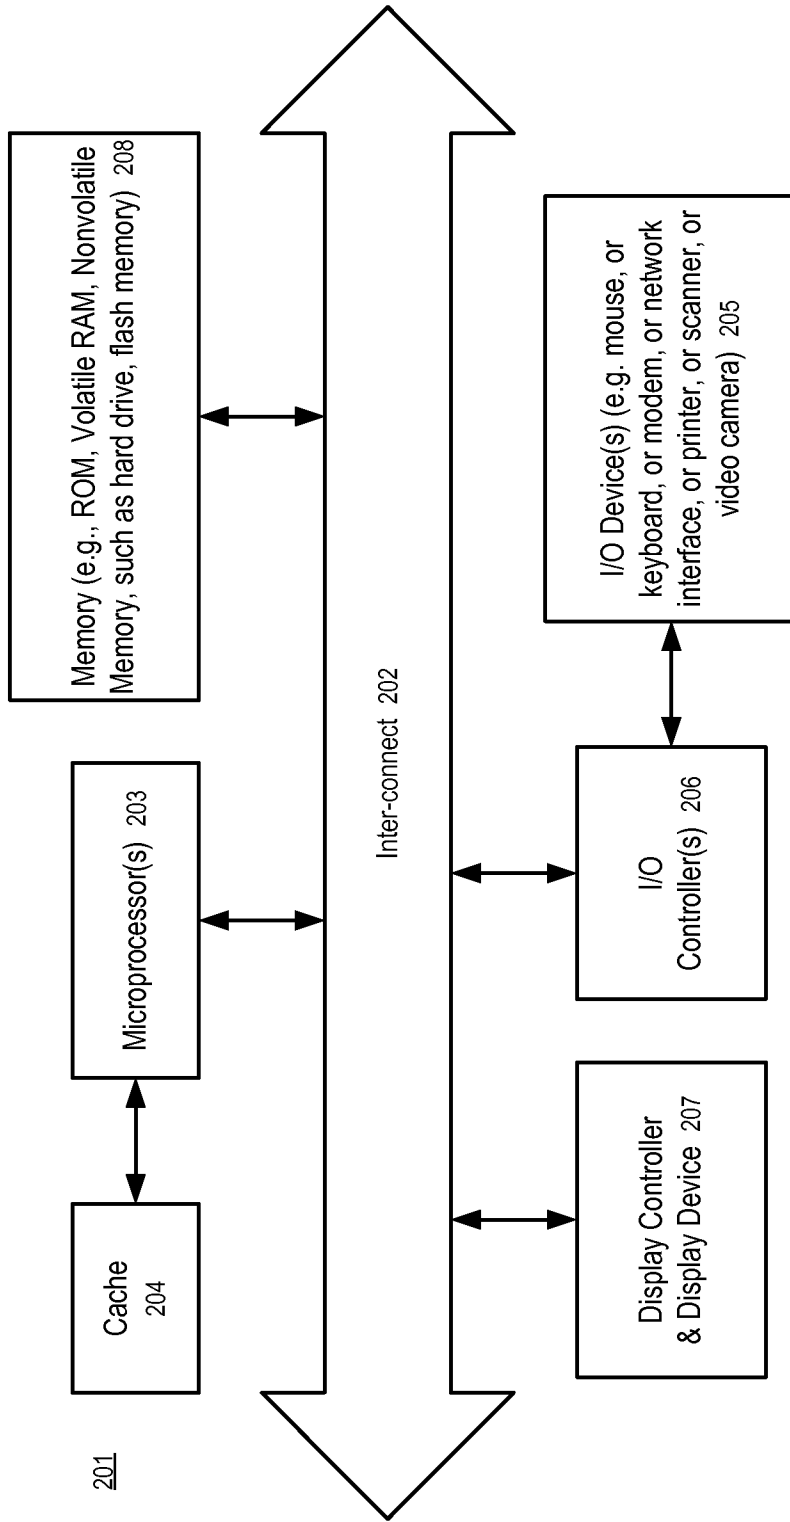 201
Cache
204
Microprocessor(s) 203
Memory (e.g., ROM, Volatile RAM, Nonvolatile
Memory, such as hard drive, flash memory) 208
Inter-connect 202
Display Controller
& Display Device 207
I/O
Controller(s) 206
I/O Device(s) (e.g. mouse, or
keyboard, or modem, or network
interface, or printer, or scanner, or
video camera) 205